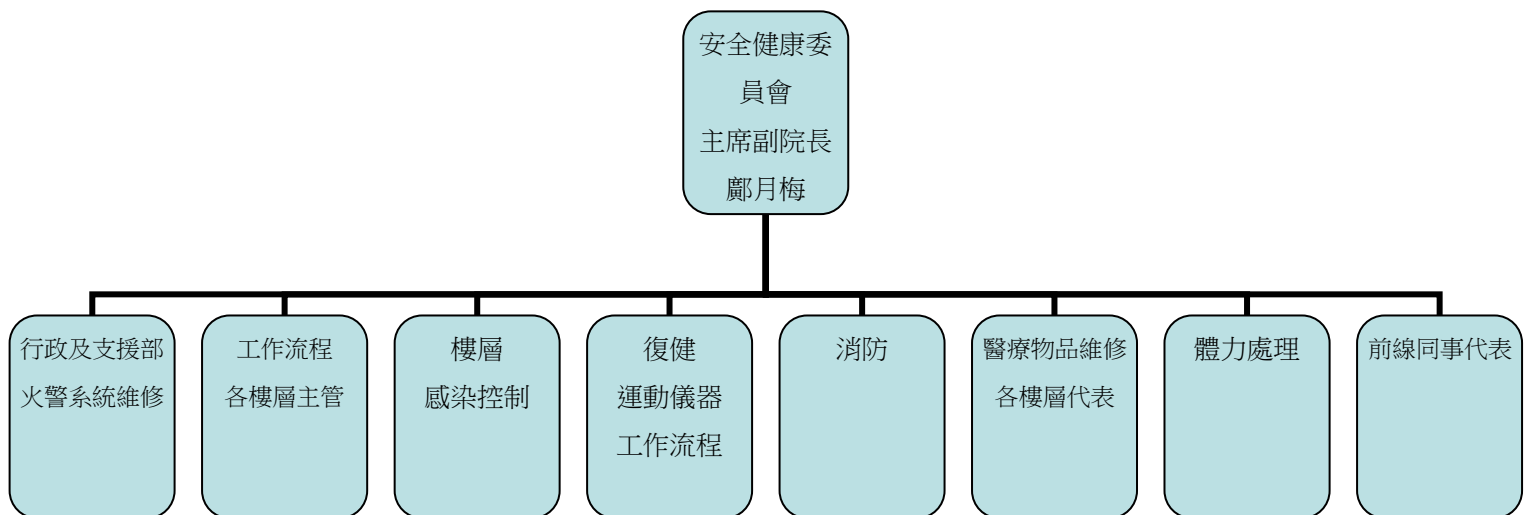 安全健康委
員會
主席副院長
鄺月梅
行政及支援部
火警系統維修
工作流程
各樓層主管
樓層
感染控制
復健
運動儀器
工作流程
消防
醫療物品維修
各樓層代表
體力處理
前線同事代表